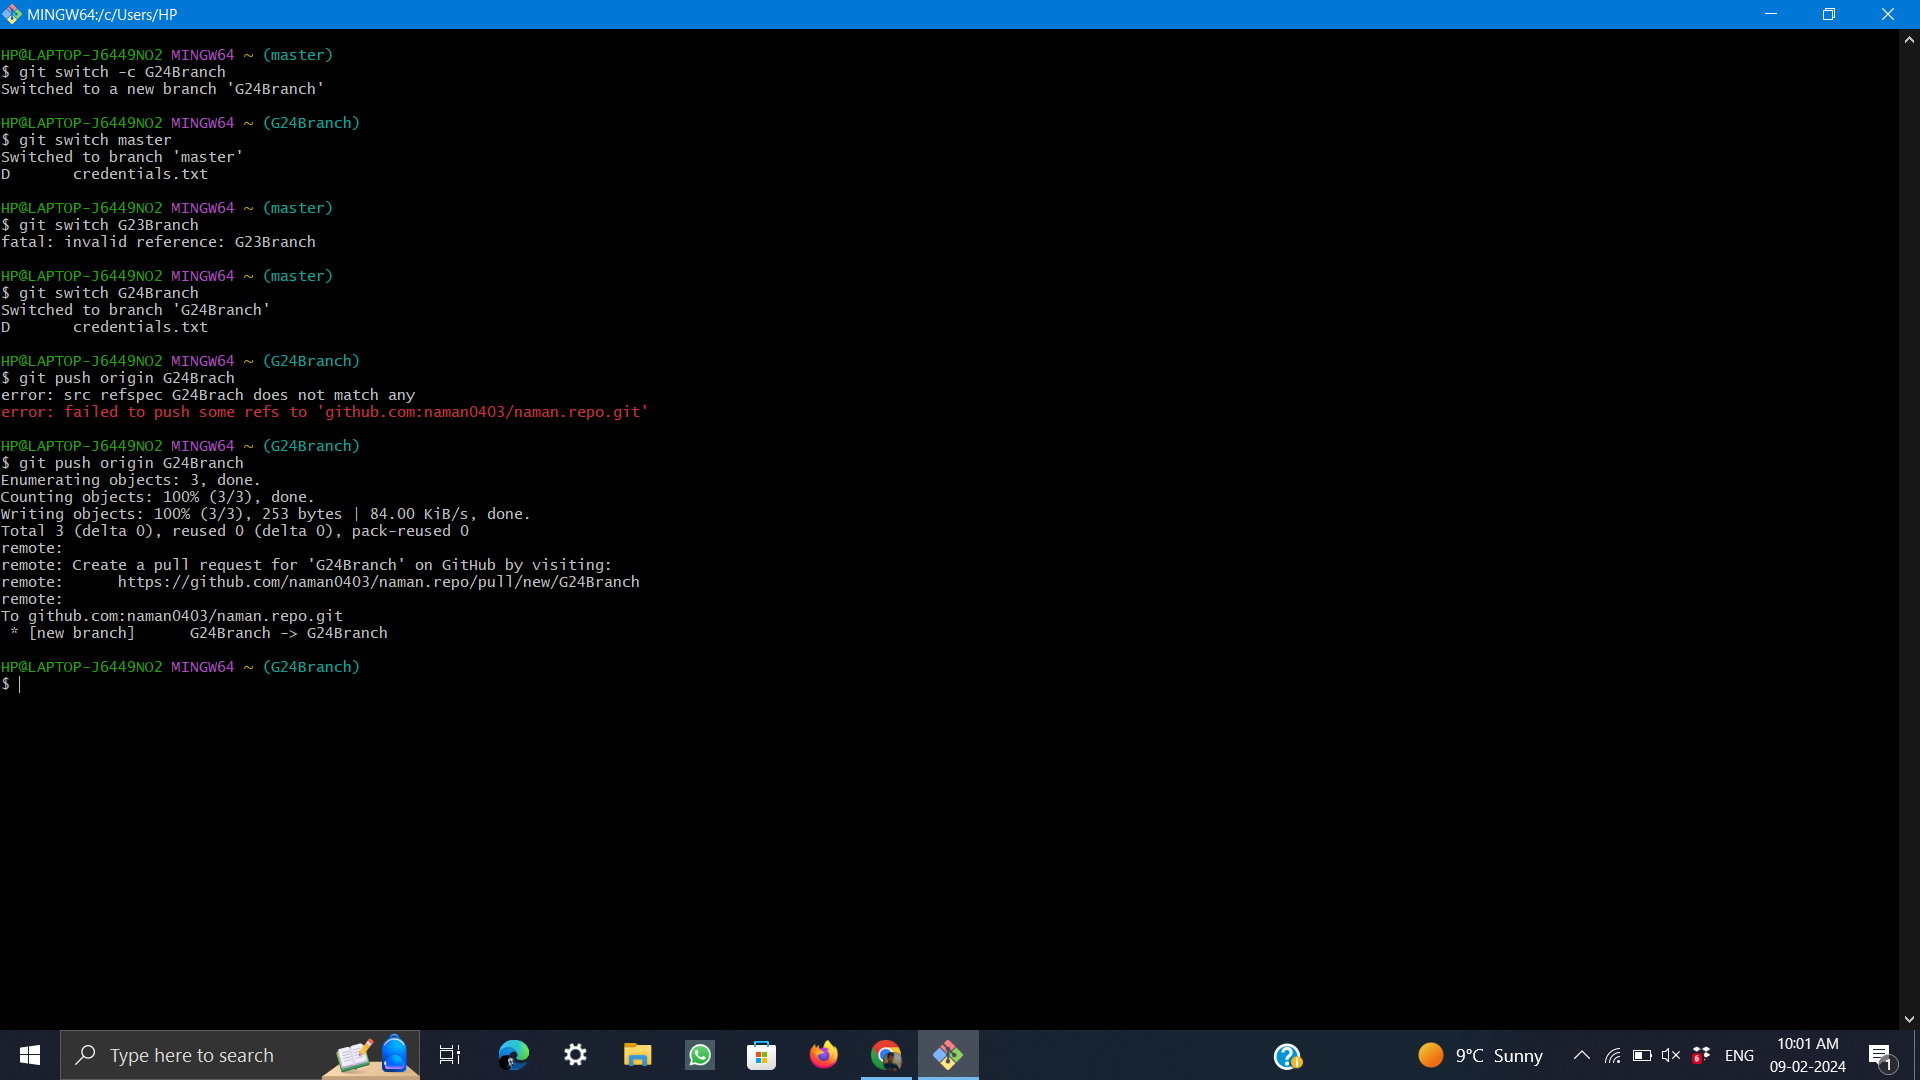 MINGW64:/c/Users/HP
HP@LAPTOP-J6449NO2 MINGW64 ~ (master)
$ git switch -c G24Branch
Switched to a new branch 'G24Branch'
HP@LAPTOP-J6449NO2 MINGW64 ~ (G24Branch)
$ git switch master
Switched to branch 'master'
D       credentials.txt
HP@LAPTOP-J6449NO2 MINGW64 ~ (master)
$ git switch G23Branch
fatal: invalid reference: G23Branch
HP@LAPTOP-J6449NO2 MINGW64 ~ (master)
$ git switch G24Branch
Switched to branch 'G24Branch'
D       credentials.txt
HP@LAPTOP-J6449NO2 MINGW64 ~ (G24Branch)
$ git push origin G24Brach
error: src refspec G24Brach does not match any
error: failed to push some refs to 'github.com:naman0403/naman.repo.git'
HP@LAPTOP-J6449NO2 MINGW64 ~ (G24Branch)
$ git push origin G24Branch
Enumerating objects: 3, done.
Counting objects: 100% (3/3), done.
Writing objects: 100% (3/3), 253 bytes | 84.00 KiB/s, done.
Total 3 (delta 0), reused 0 (delta 0), pack-reused 0
remote:
remote: Create a pull request for 'G24Branch' on GitHub by visiting:
remote:      https://github.com/naman0403/naman.repo/pull/new/G24Branch
remote:
To github.com:naman0403/naman.repo.git
 * [new branch]      G24Branch -> G24Branch
HP@LAPTOP-J6449NO2 MINGW64 ~ (G24Branch)
$
Type here to search
9°C Sunny
6
ENG
10:01 AM
09-02-2024
1